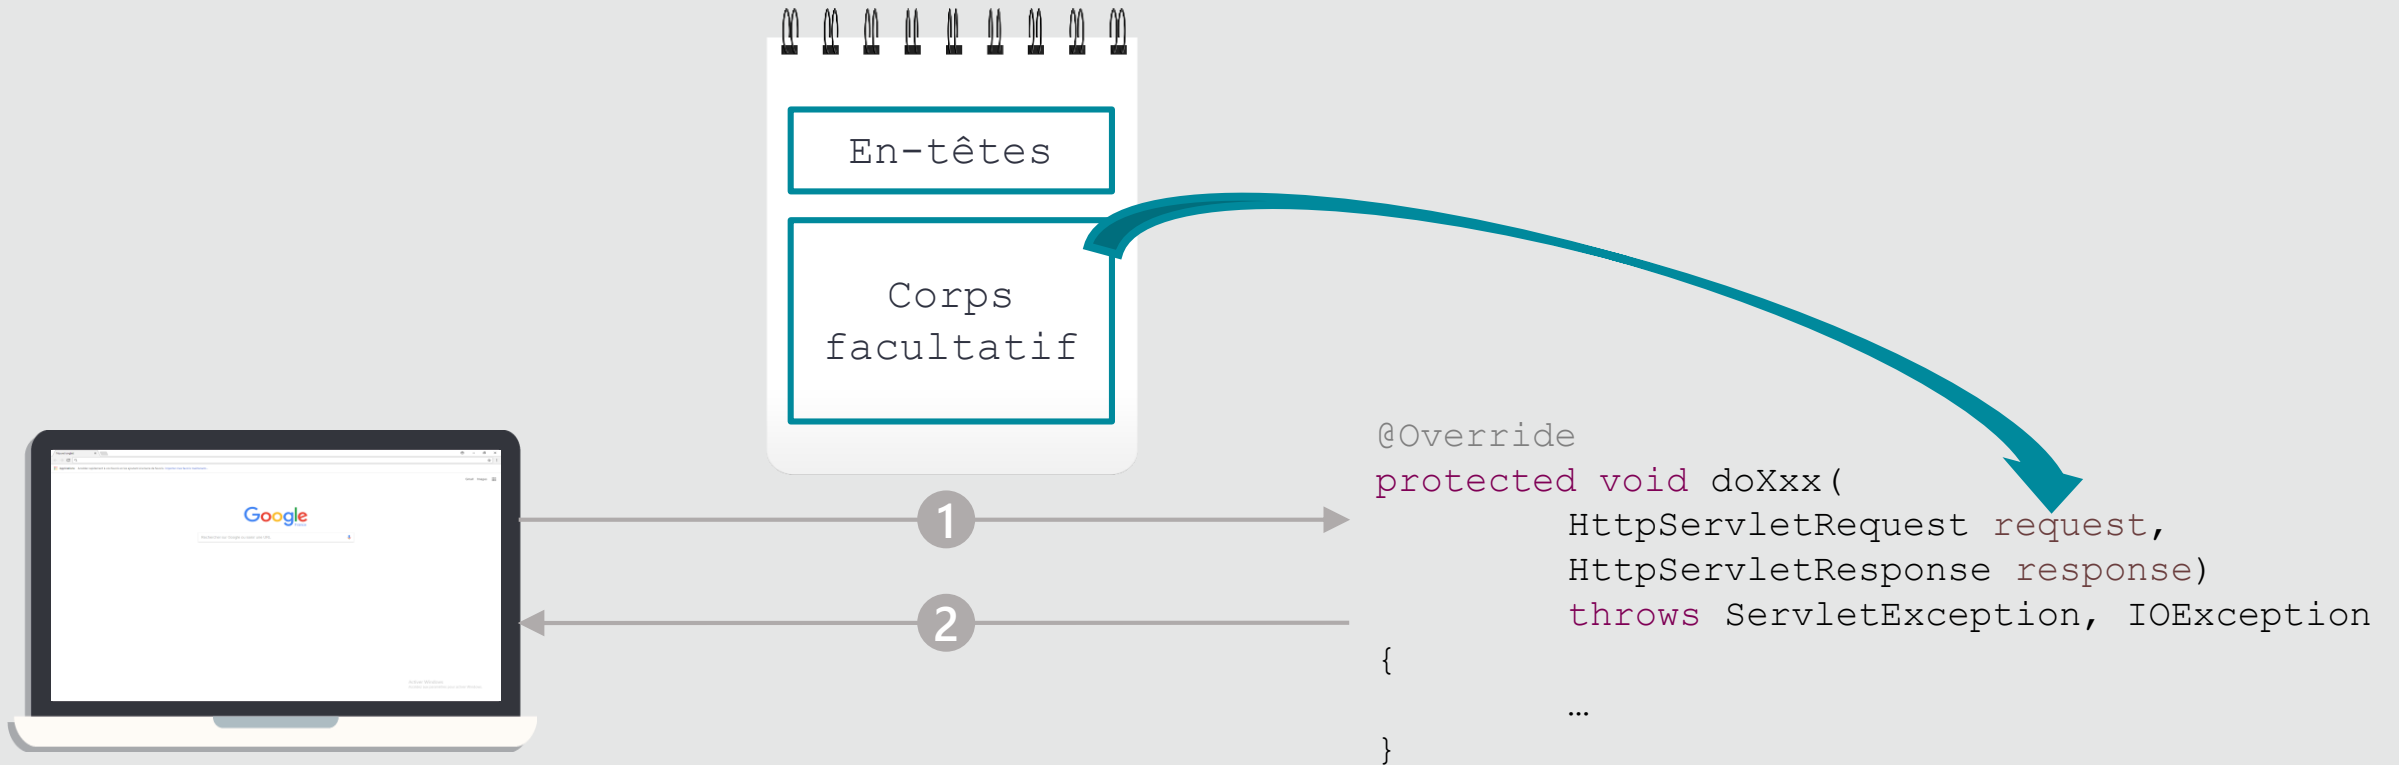 En-têtes
Corps
facultatif
Google
1
2
@Override
protected void doXxx(
HttpServletRequest request,
HttpServletResponse response)
throws ServletException, IOException
{
…
}